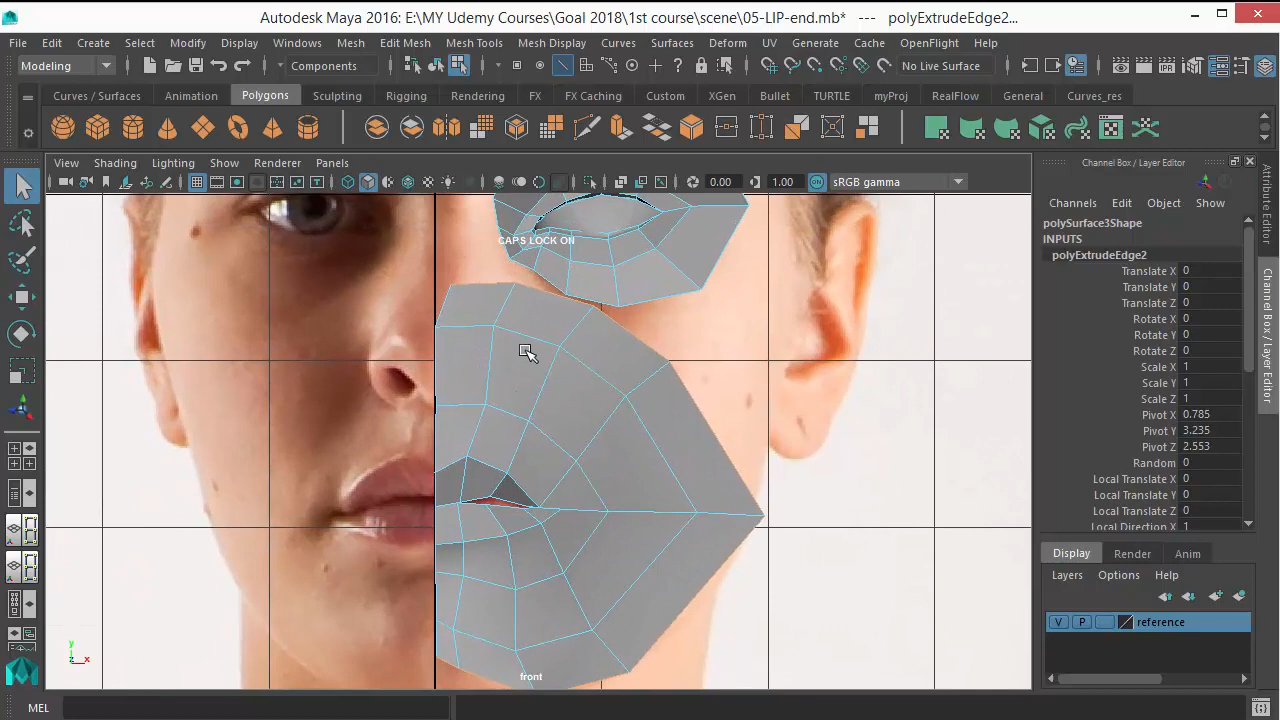 Autodesk Maya 2016: E:\MY Udemy Courses\Goal 2018\1st course\scene\05-LIP-end.mb* --- polyExtrudeEdge2...
File Edit Create Select Modify Display Windows Mesh Edit Mesh Mesh Tools Mesh Display Curves Surfaces Deform UV Generate Cache OpenFlight Help
Modeling Components No Live Surface
Curves / Surfaces Animation Polygons Sculpting Rigging Rendering FX FX Caching Custom XGen Bullet TURTLE myProj RealFlow General Curves_res
View Shading Lighting Show Renderer Panels
0.00 1.00 sRGB gamma
CAPS LOCK ON
front
y
z x
Channel Box / Layer Editor
Channels Edit Object Show
polySurface3Shape
INPUTS
polyExtrudeEdge2
Translate X 0
Translate Y 0
Translate Z 0
Rotate X 0
Rotate Y 0
Rotate Z 0
Scale X 1
Scale Y 1
Scale Z 1
Pivot X 0.785
Pivot Y 3.235
Pivot Z 2.553
Random 0
Local Translate X 0
Local Translate Y 0
Local Translate Z 0
Local Direction X 1
Display Render Anim
Layers Options Help
V P reference
Attribute Editor
Channel Box / Layer Editor
MEL